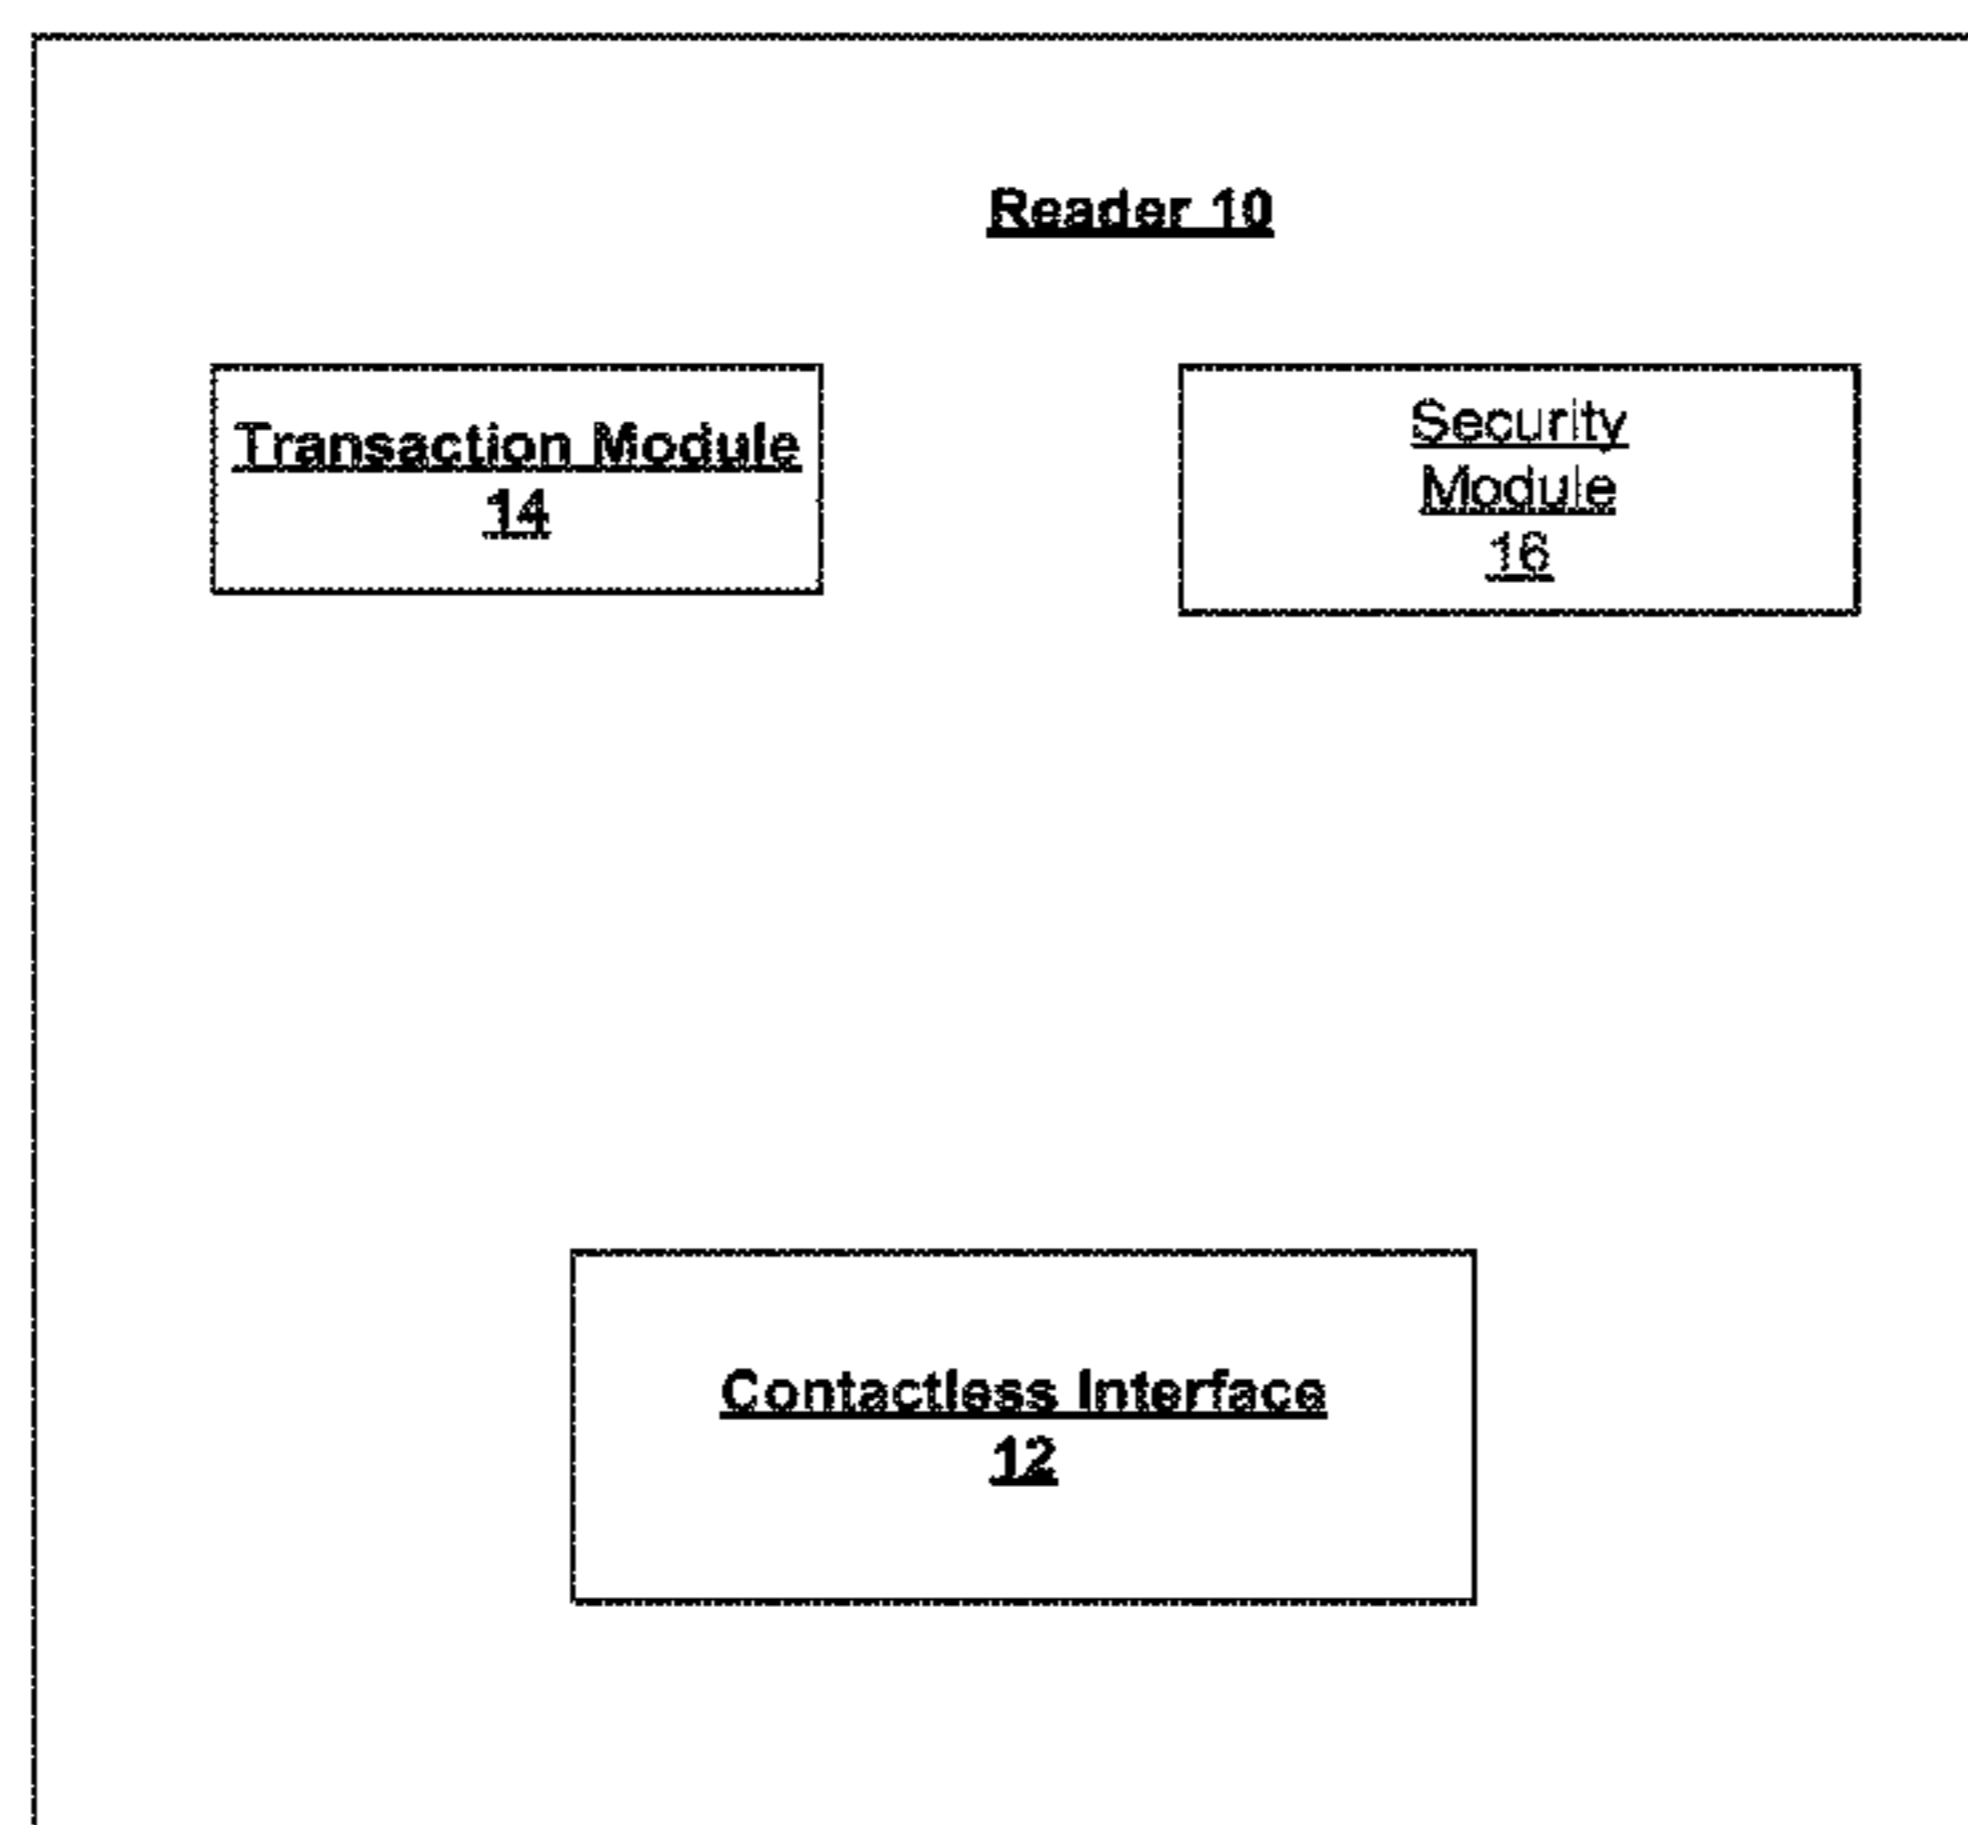 Reader 10
Transaction Module
14
Security
Module
16
Contactless Interface
12